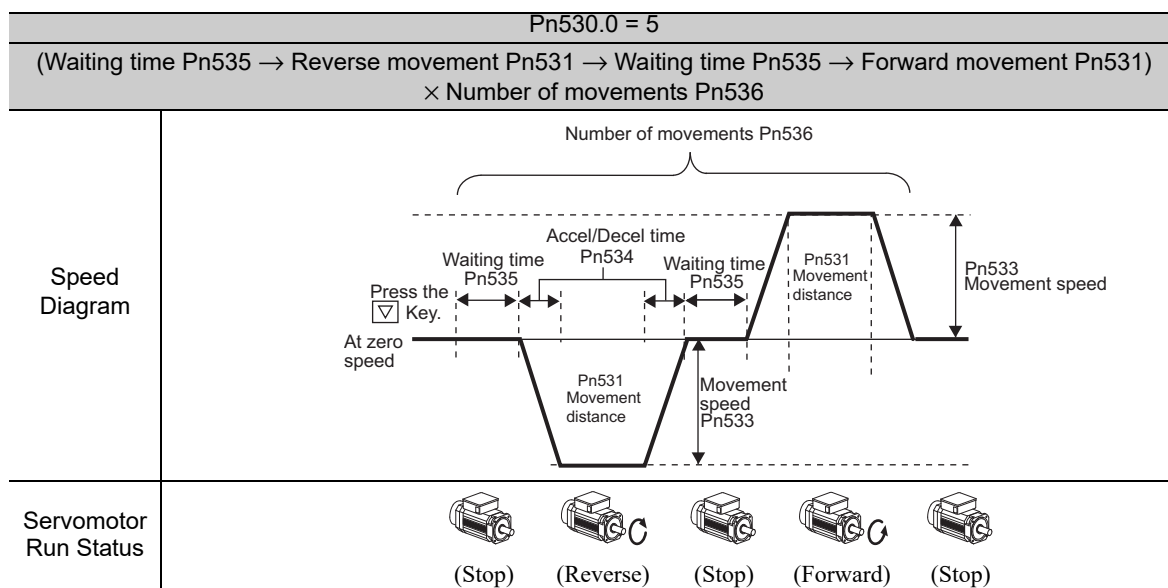 Pn530.0 = 5
(Waiting time Pn535 → Reverse movement Pn531 → Waiting time Pn535 → Forward movement Pn531)
× Number of movements Pn536
Speed
Diagram
Number of movements Pn536
Accel/Decel time
Pn534
Waiting time
Pn535
Waiting time
Pn535
Press the
▽ Key.
At zero
speed
Pn531
Movement
distance
Movement
speed
Pn533
Pn531
Movement
distance
Pn533
Movement speed
Servomotor
Run Status
(Stop) (Reverse) (Stop) (Forward) (Stop)